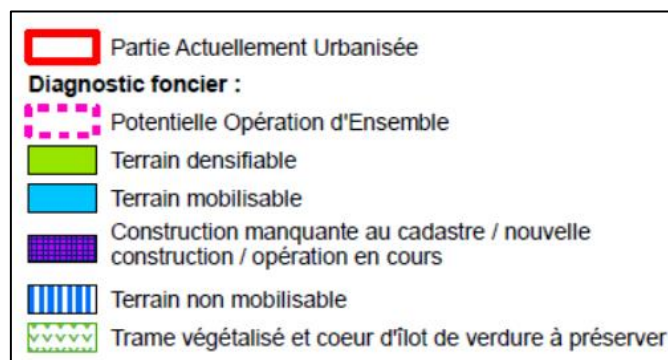 Partie Actuellement Urbanisée
Diagnostic foncier :
Potentielle Opération d'Ensemble
Terrain densifiable
Terrain mobilisable
Construction manquante au cadastre / nouvelle
construction / opération en cours
Terrain non mobilisable
Trame végétalisé et coeur d'îlot de verdure à préserver